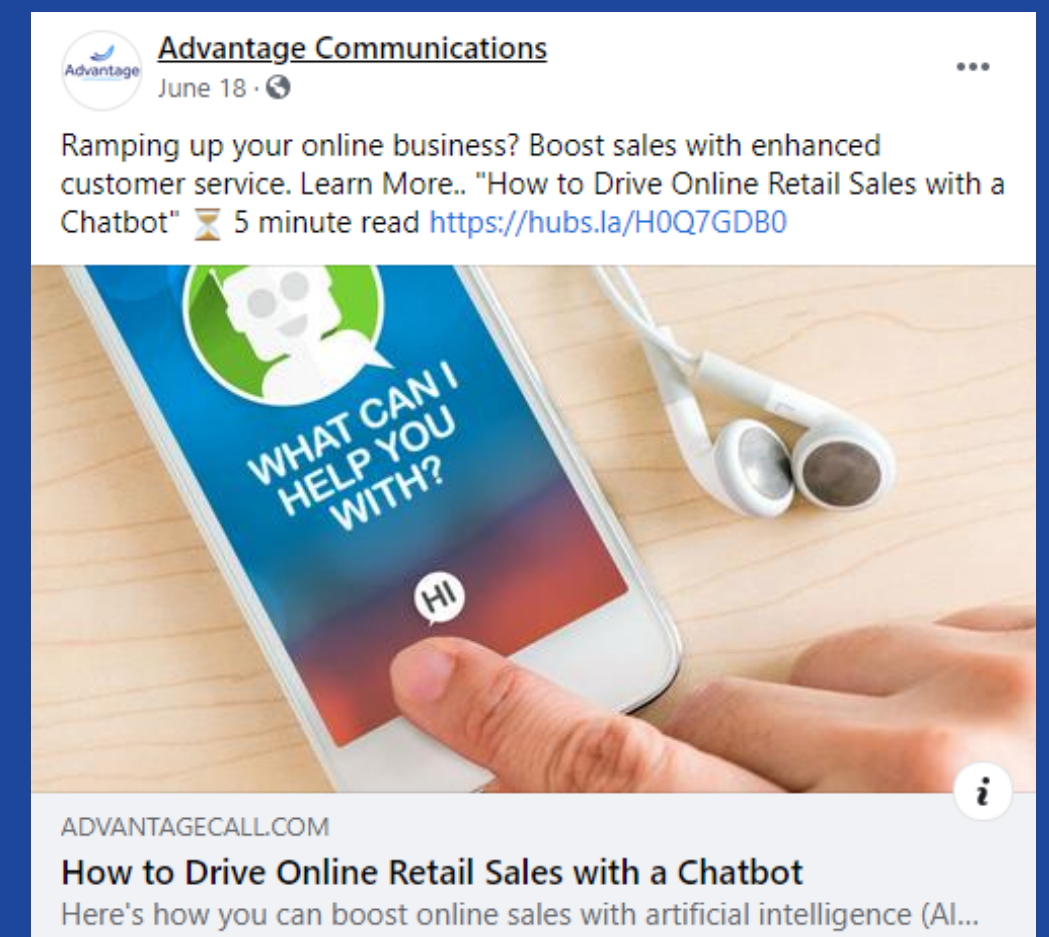 Advantage
Advantage Communications
June 18 ·
Ramping up your online business? Boost sales with enhanced
customer service. Learn More.. "How to Drive Online Retail Sales with a
Chatbot" ⏳ 5 minute read https://hubs.la/H0Q7GDB0
WHAT CAN I
HELP YOU
WITH?
HI
i
ADVANTAGECALL.COM
How to Drive Online Retail Sales with a Chatbot
Here's how you can boost online sales with artificial intelligence (AI...